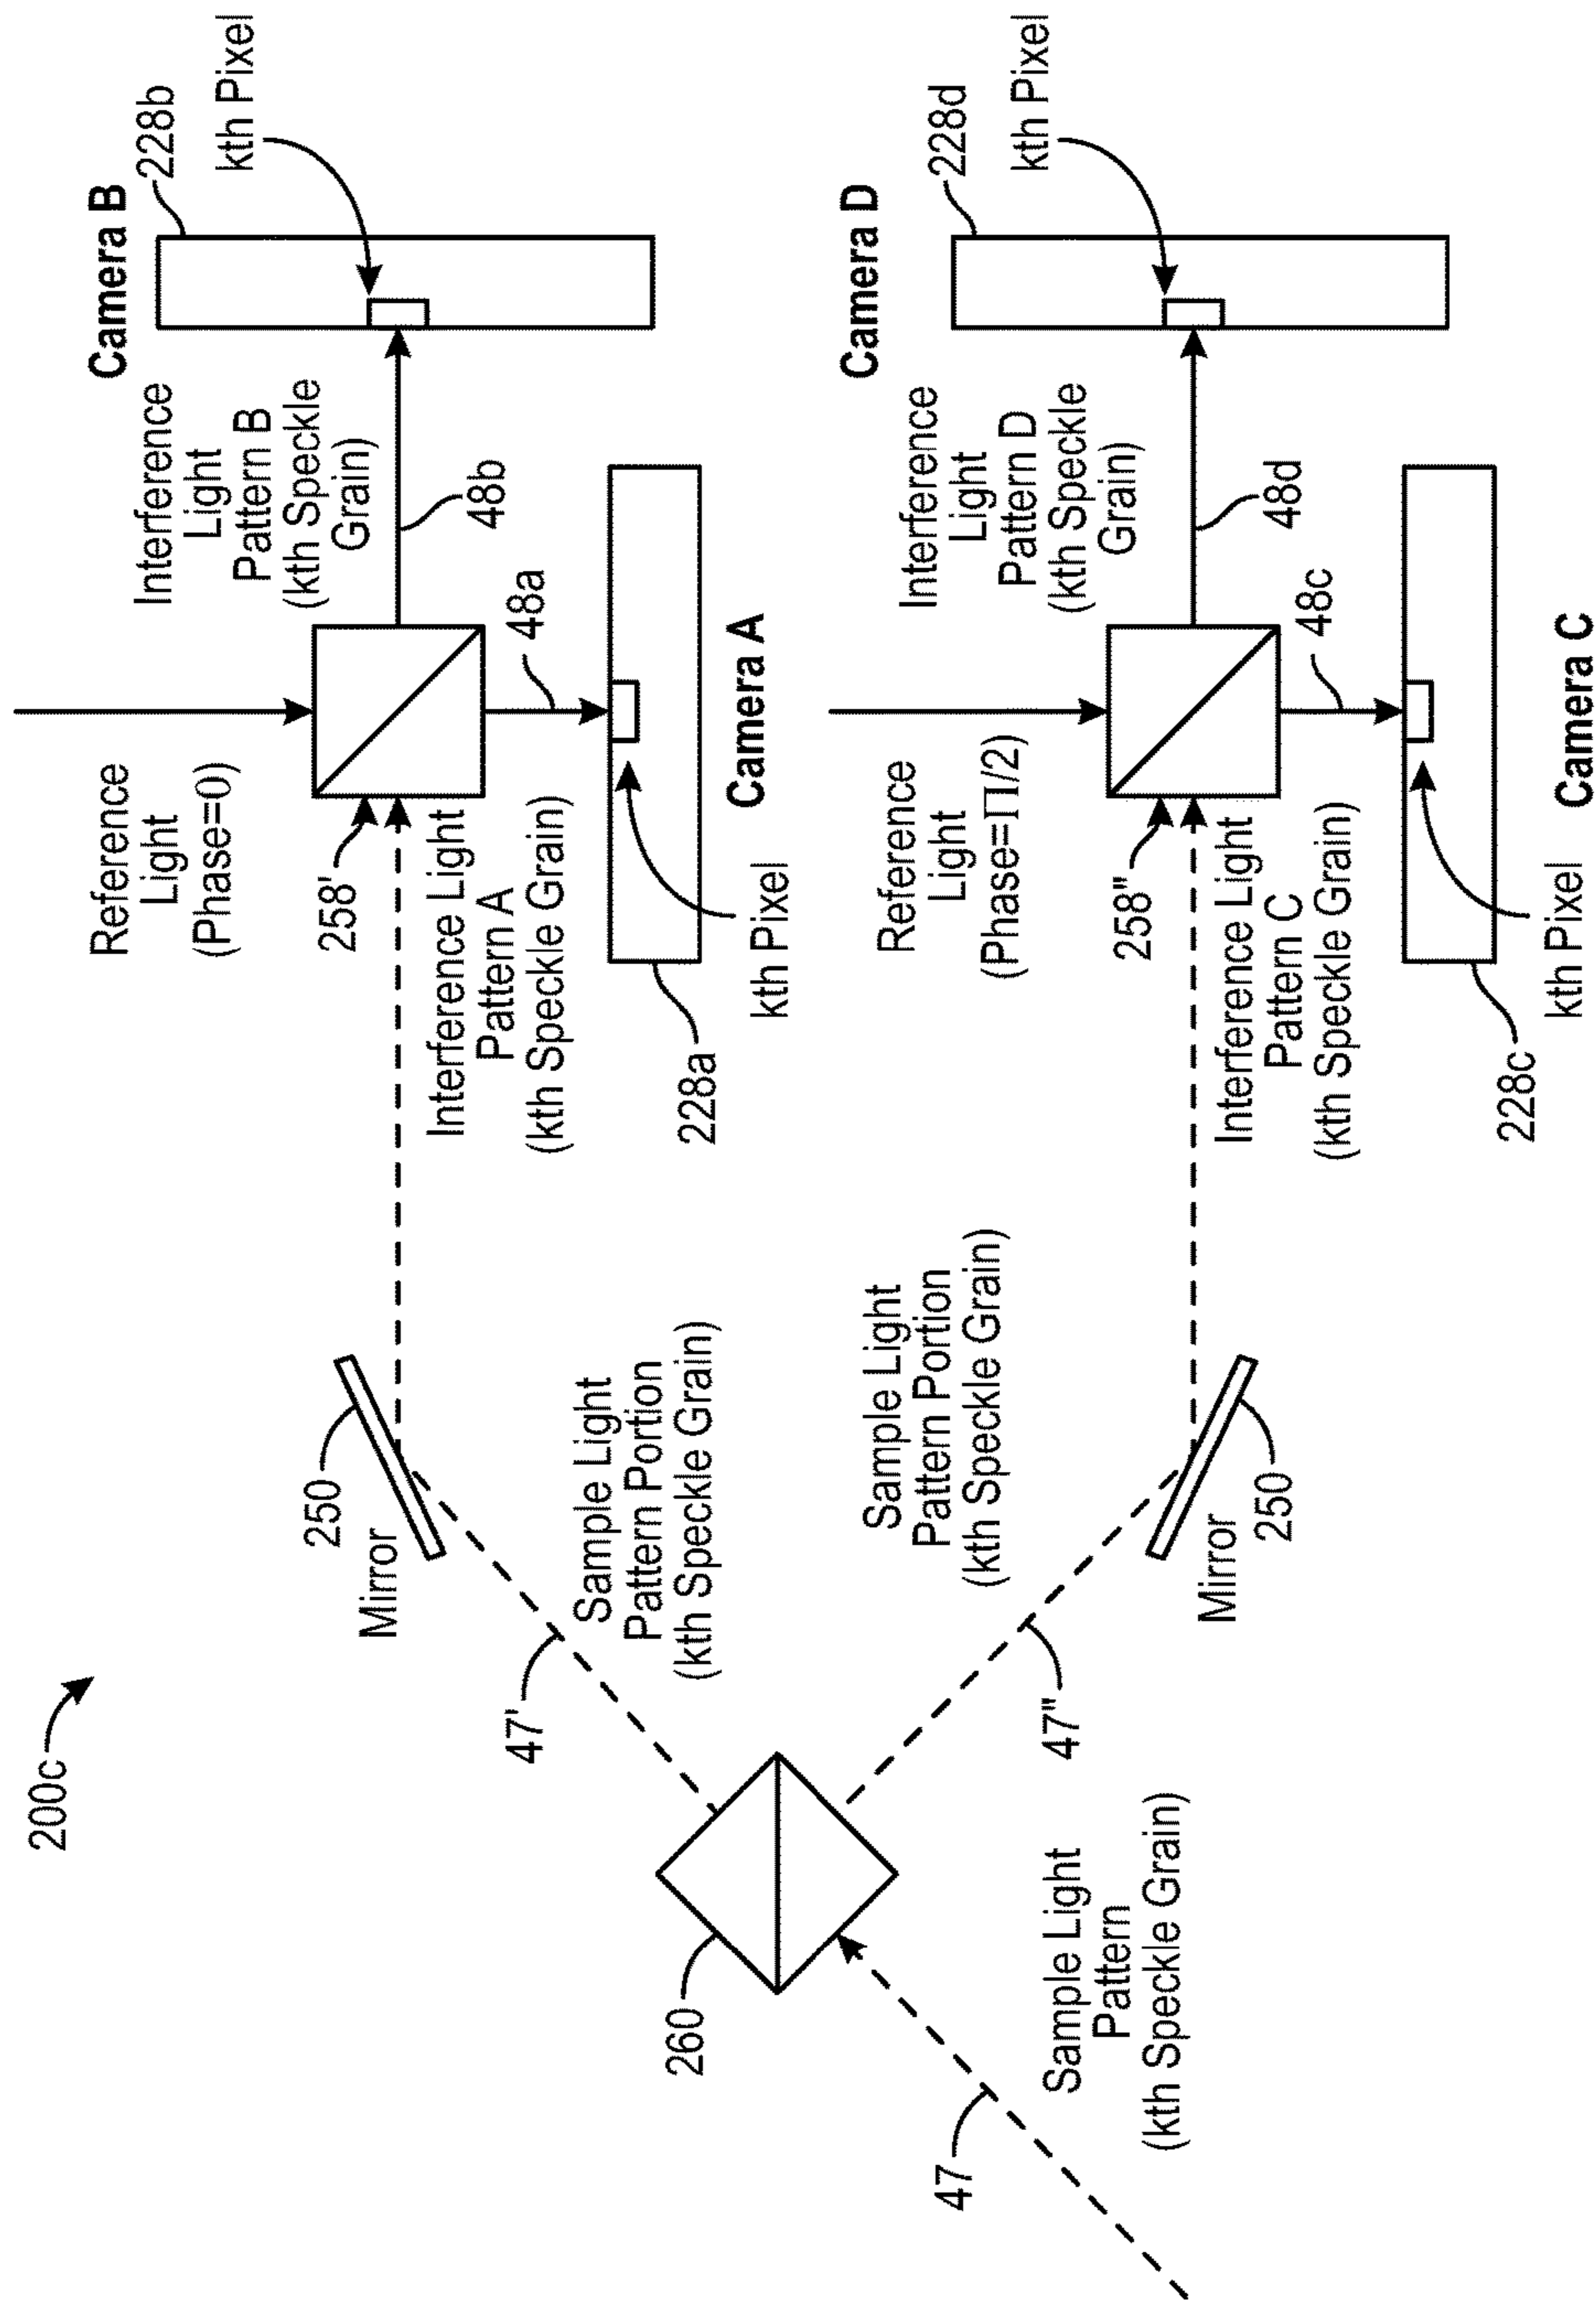 200c
47
Sample Light
Pattern
(kth Speckle Grain)
260
47'
Sample Light
Pattern Portion
(kth Speckle Grain)
47"
Sample Light
Pattern Portion
(kth Speckle Grain)
Mirror
250
Mirror
250
Reference
Light
(Phase=0)
258'
Interference Light
Pattern A
(kth Speckle Grain)
228a
kth Pixel
Camera A
48a
48b
Interference
Light
Pattern B
(kth Speckle
Grain)
Camera B
228b
kth Pixel
Reference
Light
(Phase=Π/2)
258"
Interference Light
Pattern C
(kth Speckle Grain)
228c
kth Pixel
Camera C
48c
48d
Interference
Light
Pattern D
(kth Speckle
Grain)
Camera D
228d
kth Pixel